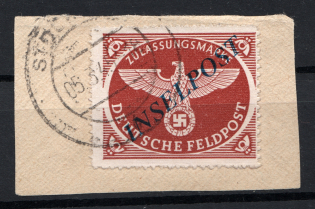 ZULASSUNGSMARKE
INSELPOST
DEUTSCHE FELDPOST